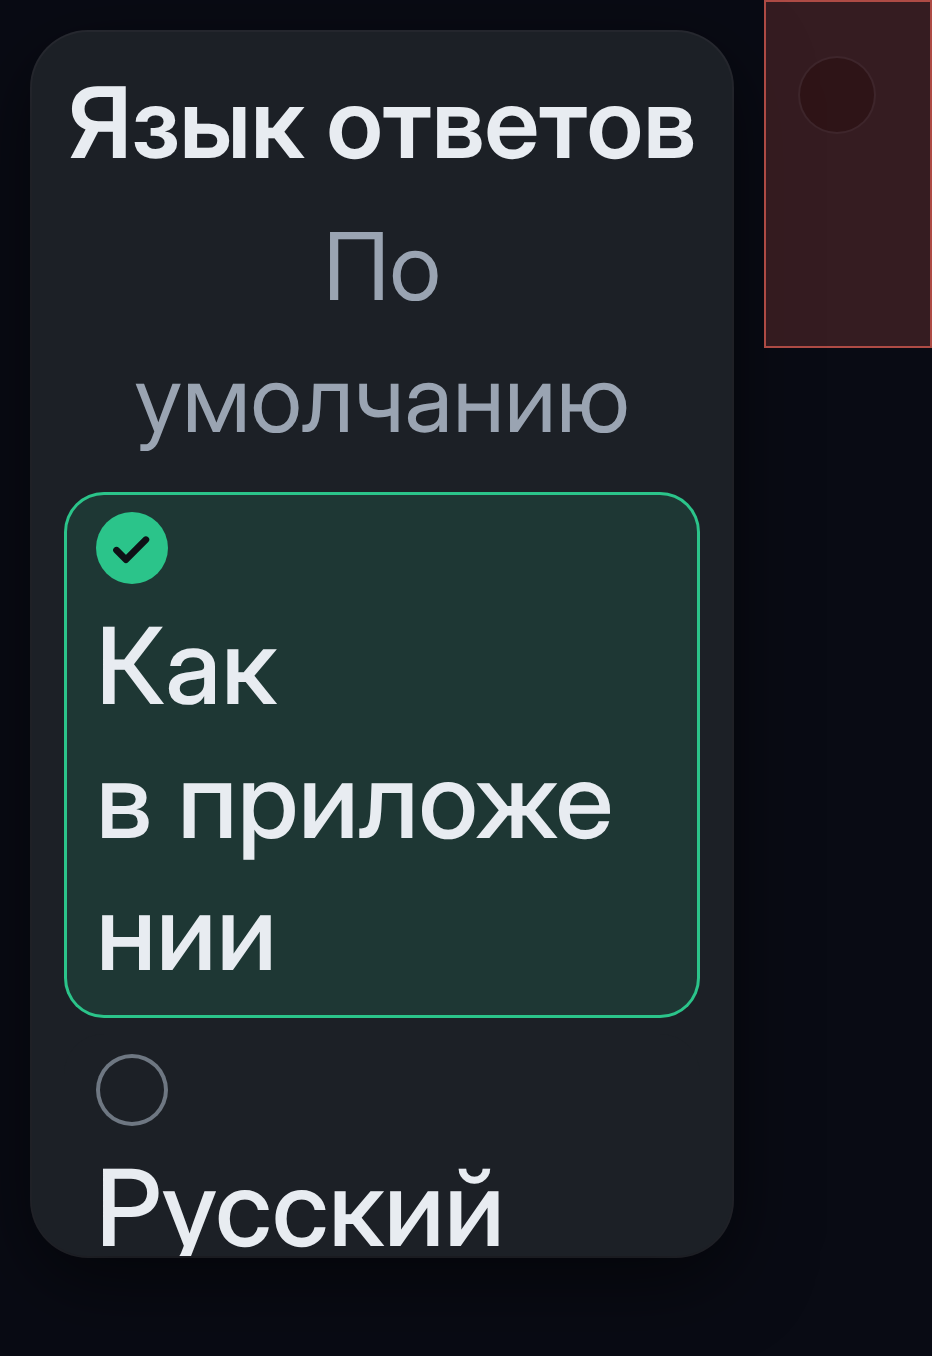 Язык ответов
По
умолчанию
Как
в приложе
нии
Русский